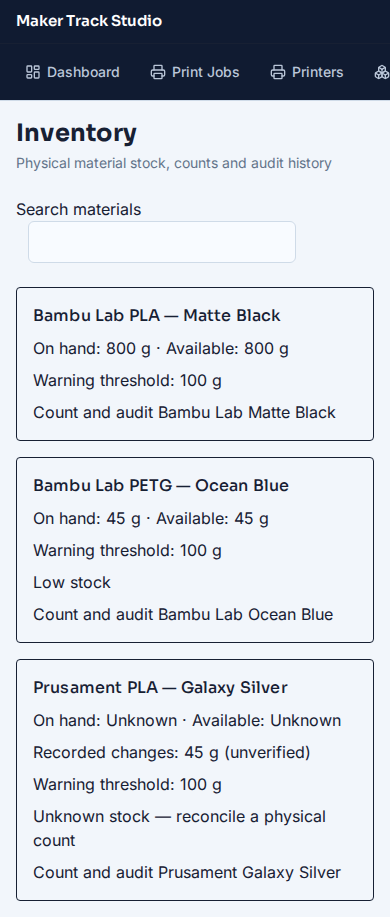 Maker Track Studio
Dashboard
Print Jobs
Printers
Inventory
Physical material stock, counts and audit history
Search materials
Bambu Lab PLA — Matte Black
On hand: 800 g · Available: 800 g
Warning threshold: 100 g
Count and audit Bambu Lab Matte Black
Bambu Lab PETG — Ocean Blue
On hand: 45 g · Available: 45 g
Warning threshold: 100 g
Low stock
Count and audit Bambu Lab Ocean Blue
Prusament PLA — Galaxy Silver
On hand: Unknown · Available: Unknown
Recorded changes: 45 g (unverified)
Warning threshold: 100 g
Unknown stock — reconcile a physical
count
Count and audit Prusament Galaxy Silver